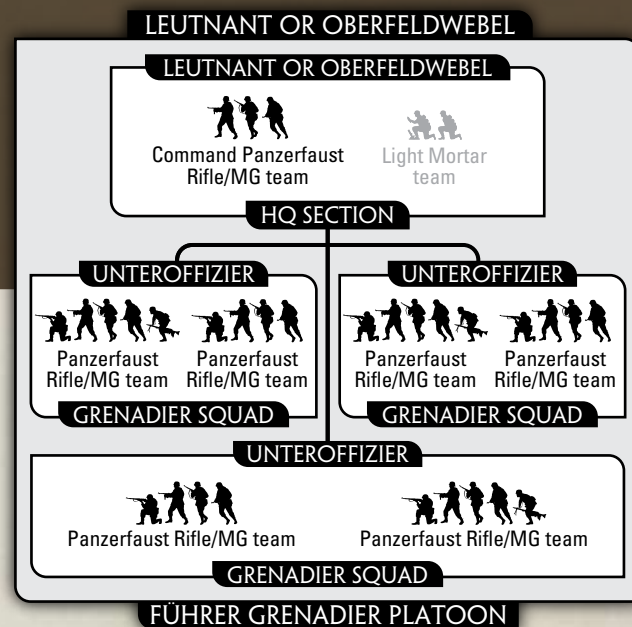 LEUTNANT OR OBERFELDWEBEL
LEUTNANT OR OBERFELDWEBEL
Command Panzerfaust
Rifle/MG team
Light Mortar
team
HQ SECTION
UNTEROFFIZIER
Panzerfaust
Rifle/MG team
Panzerfaust
Rifle/MG team
GRENADIER SQUAD
UNTEROFFIZIER
Panzerfaust
Rifle/MG team
Panzerfaust
Rifle/MG team
GRENADIER SQUAD
UNTEROFFIZIER
Panzerfaust Rifle/MG team
Panzerfaust Rifle/MG team
GRENADIER SQUAD
FÜHRER GRENADIER PLATOON